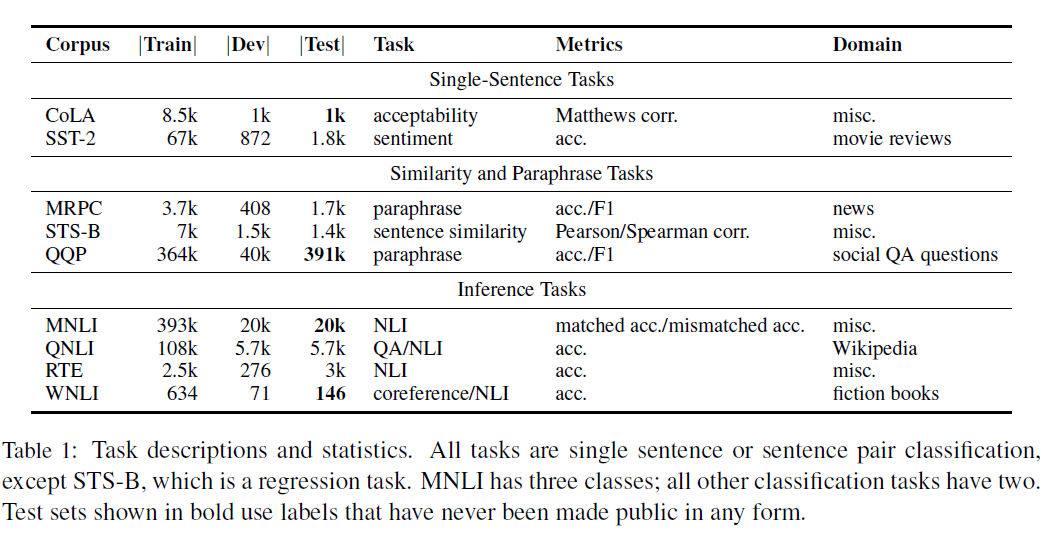 Corpus |Train| |Dev| |Test| Task Metrics Domain
Single-Sentence Tasks
CoLA 8.5k 1k 1k acceptability Matthews corr. misc.
SST-2 67k 872 1.8k sentiment acc. movie reviews
Similarity and Paraphrase Tasks
MRPC 3.7k 408 1.7k paraphrase acc./F1 news
STS-B 7k 1.5k 1.4k sentence similarity Pearson/Spearman corr. misc.
QQP 364k 40k 391k paraphrase acc./F1 social QA questions
Inference Tasks
MNLI 393k 20k 20k NLI matched acc./mismatched acc. misc.
QNLI 108k 5.7k 5.7k QA/NLI acc. Wikipedia
RTE 2.5k 276 3k NLI acc. misc.
WNLI 634 71 146 coreference/NLI acc. fiction books
Table 1: Task descriptions and statistics. All tasks are single sentence or sentence pair classification,
except STS-B, which is a regression task. MNLI has three classes; all other classification tasks have two.
Test sets shown in bold use labels that have never been made public in any form.